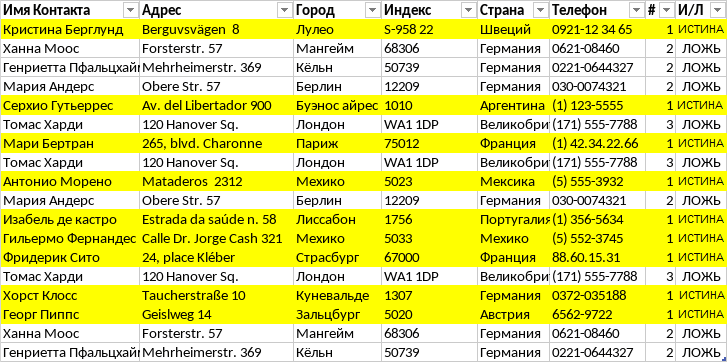 Имя Контакта Адрес Город Индекс Страна Телефон # И/Л
Кристина Берглунд Berguvsvägen 8 Лулео S-958 22 Швеций 0921-12 34 65 1 ИСТИНА
Ханна Моос Forsterstr. 57 Мангейм 68306 Германия 0621-08460 2 ЛОЖЬ
Генриетта Пфальцхай Mehrheimerstr. 369 Кёльн 50739 Германия 0221-0644327 2 ЛОЖЬ
Мария Андерс Obere Str. 57 Берлин 12209 Германия 030-0074321 2 ЛОЖЬ
Серхио Гутьеррес Av. del Libertador 900 Буэнос айрес 1010 Аргентина (1) 123-5555 1 ИСТИНА
Томас Харди 120 Hanover Sq. Лондон WA1 1DP Великобри (171) 555-7788 3 ЛОЖЬ
Мари Бертран 265, blvd. Charonne Париж 75012 Франция (1) 42.34.22.66 1 ИСТИНА
Томас Харди 120 Hanover Sq. Лондон WA1 1DP Великобри (171) 555-7788 3 ЛОЖЬ
Антонио Морено Mataderos 2312 Мехико 5023 Мексика (5) 555-3932 1 ИСТИНА
Мария Андерс Obere Str. 57 Берлин 12209 Германия 030-0074321 2 ЛОЖЬ
Изабель де кастро Estrada da saúde n. 58 Лиссабон 1756 Португалия (1) 356-5634 1 ИСТИНА
Гильермо Фернандес Calle Dr. Jorge Cash 321 Мехико 5033 Мехико (5) 552-3745 1 ИСТИНА
Фридерик Сито 24, place Kléber Страсбург 67000 Франция 88.60.15.31 1 ИСТИНА
Томас Харди 120 Hanover Sq. Лондон WA1 1DP Великобри (171) 555-7788 3 ЛОЖЬ
Хорст Клосс Taucherstraße 10 Куневальде 1307 Германия 0372-035188 1 ИСТИНА
Георг Пиппс Geislweg 14 Зальцбург 5020 Австрия 6562-9722 1 ИСТИНА
Ханна Моос Forsterstr. 57 Мангейм 68306 Германия 0621-08460 2 ЛОЖЬ
Генриетта Пфальцхай Mehrheimerstr. 369 Кёльн 50739 Германия 0221-0644327 2 ЛОЖЬ